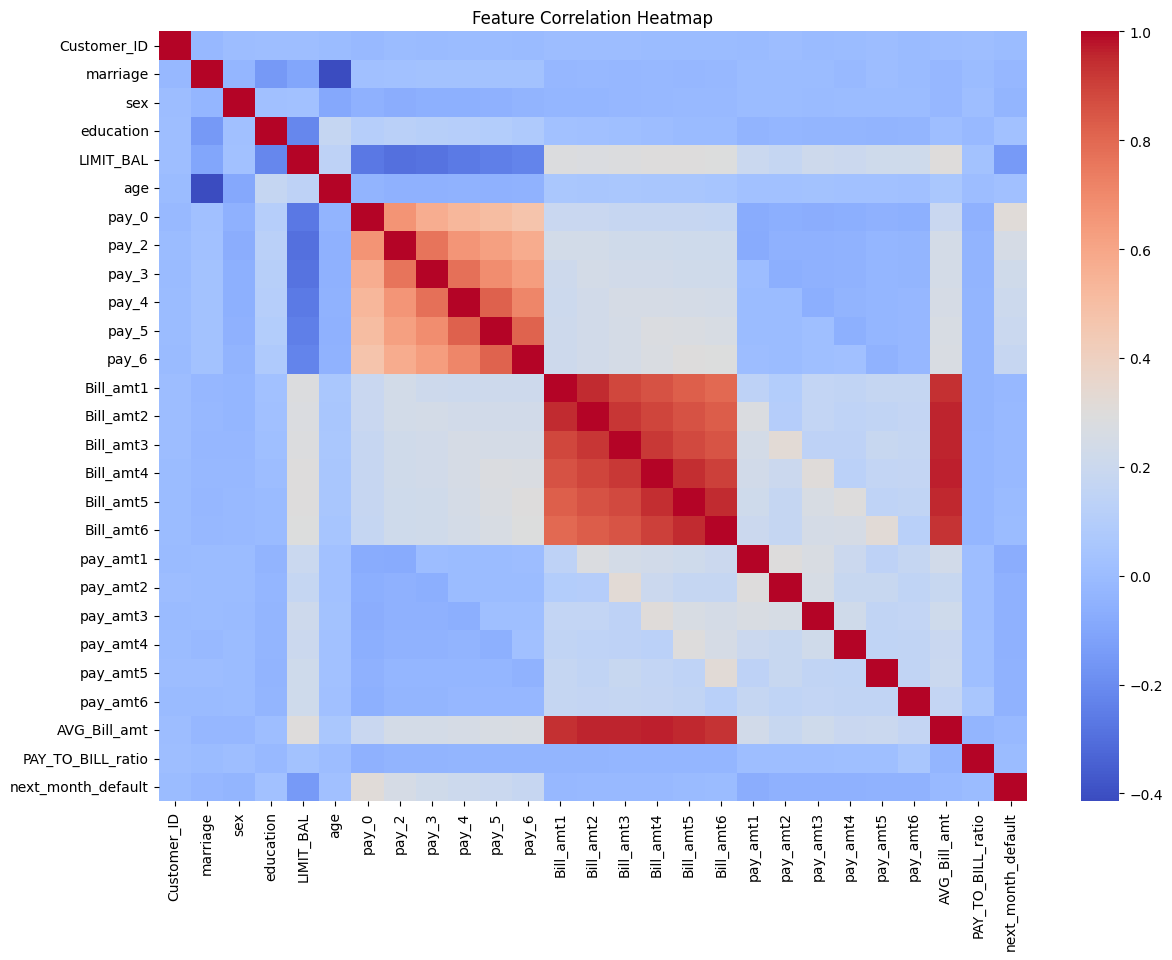 Feature Correlation Heatmap
Customer_ID
marriage
sex
education
LIMIT_BAL
age
pay_0
pay_2
pay_3
pay_4
pay_5
pay_6
Bill_amt1
Bill_amt2
Bill_amt3
Bill_amt4
Bill_amt5
Bill_amt6
pay_amt1
pay_amt2
pay_amt3
pay_amt4
pay_amt5
pay_amt6
AVG_Bill_amt
PAY_TO_BILL_ratio
next_month_default
Customer_ID
marriage
sex
education
LIMIT_BAL
age
pay_0
pay_2
pay_3
pay_4
pay_5
pay_6
Bill_amt1
Bill_amt2
Bill_amt3
Bill_amt4
Bill_amt5
Bill_amt6
pay_amt1
pay_amt2
pay_amt3
pay_amt4
pay_amt5
pay_amt6
AVG_Bill_amt
PAY_TO_BILL_ratio
next_month_default
1.0
0.8
0.6
0.4
0.2
0.0
−0.2
−0.4